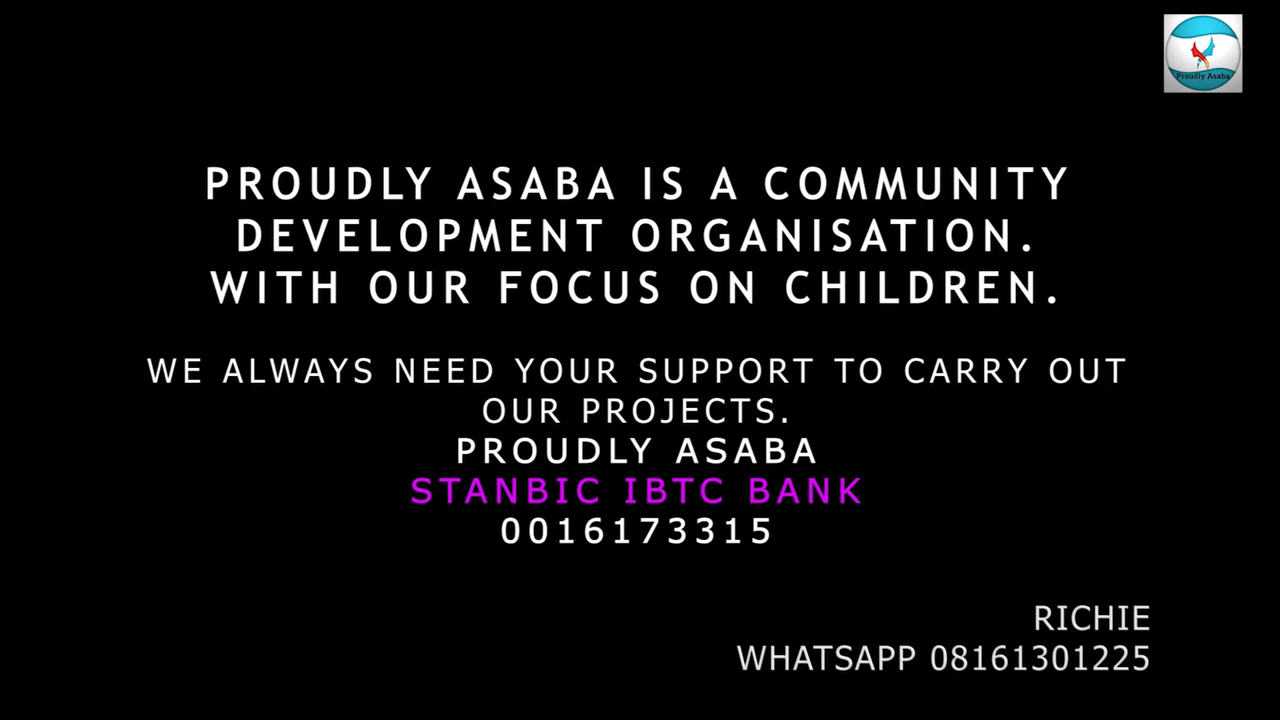 Proudly Asaba
PROUDLY ASABA IS A COMMUNITY
DEVELOPMENT ORGANISATION.
WITH OUR FOCUS ON CHILDREN.
WE ALWAYS NEED YOUR SUPPORT TO CARRY OUT
OUR PROJECTS.
PROUDLY ASABA
STANBIC IBTC BANK
0016173315
RICHIE
WHATSAPP 08161301225